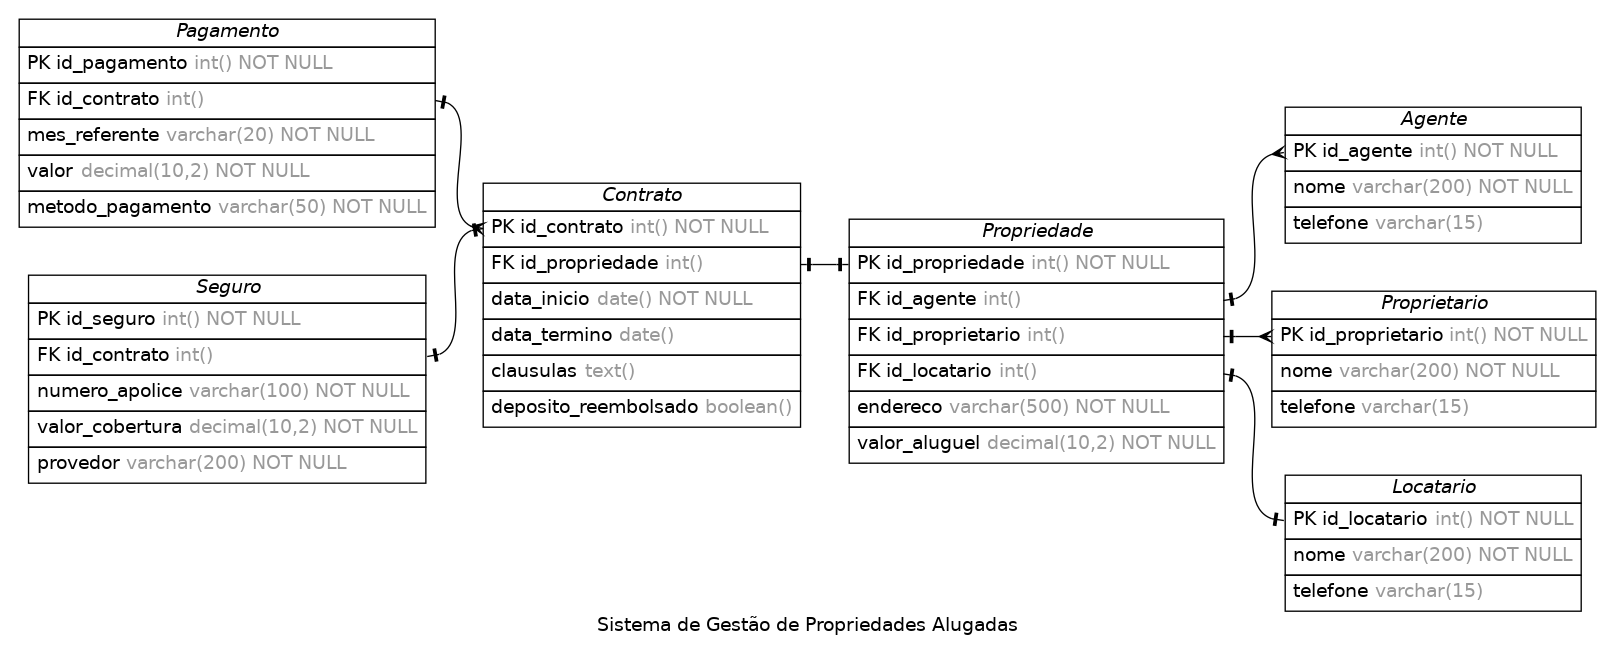 Pagamento
PK id_pagamento int() NOT NULL
FK id_contrato int()
mes_referente varchar(20) NOT NULL
valor decimal(10,2) NOT NULL
metodo_pagamento varchar(50) NOT NULL
Seguro
PK id_seguro int() NOT NULL
FK id_contrato int()
numero_apolice varchar(100) NOT NULL
valor_cobertura decimal(10,2) NOT NULL
provedor varchar(200) NOT NULL
Contrato
PK id_contrato int() NOT NULL
FK id_propriedade int()
data_inicio date() NOT NULL
data_termino date()
clausulas text()
deposito_reembolsado boolean()
Propriedade
PK id_propriedade int() NOT NULL
FK id_agente int()
FK id_proprietario int()
FK id_locatario int()
endereco varchar(500) NOT NULL
valor_aluguel decimal(10,2) NOT NULL
Agente
PK id_agente int() NOT NULL
nome varchar(200) NOT NULL
telefone varchar(15)
Proprietario
PK id_proprietario int() NOT NULL
nome varchar(200) NOT NULL
telefone varchar(15)
Locatario
PK id_locatario int() NOT NULL
nome varchar(200) NOT NULL
telefone varchar(15)
Sistema de Gestão de Propriedades Alugadas